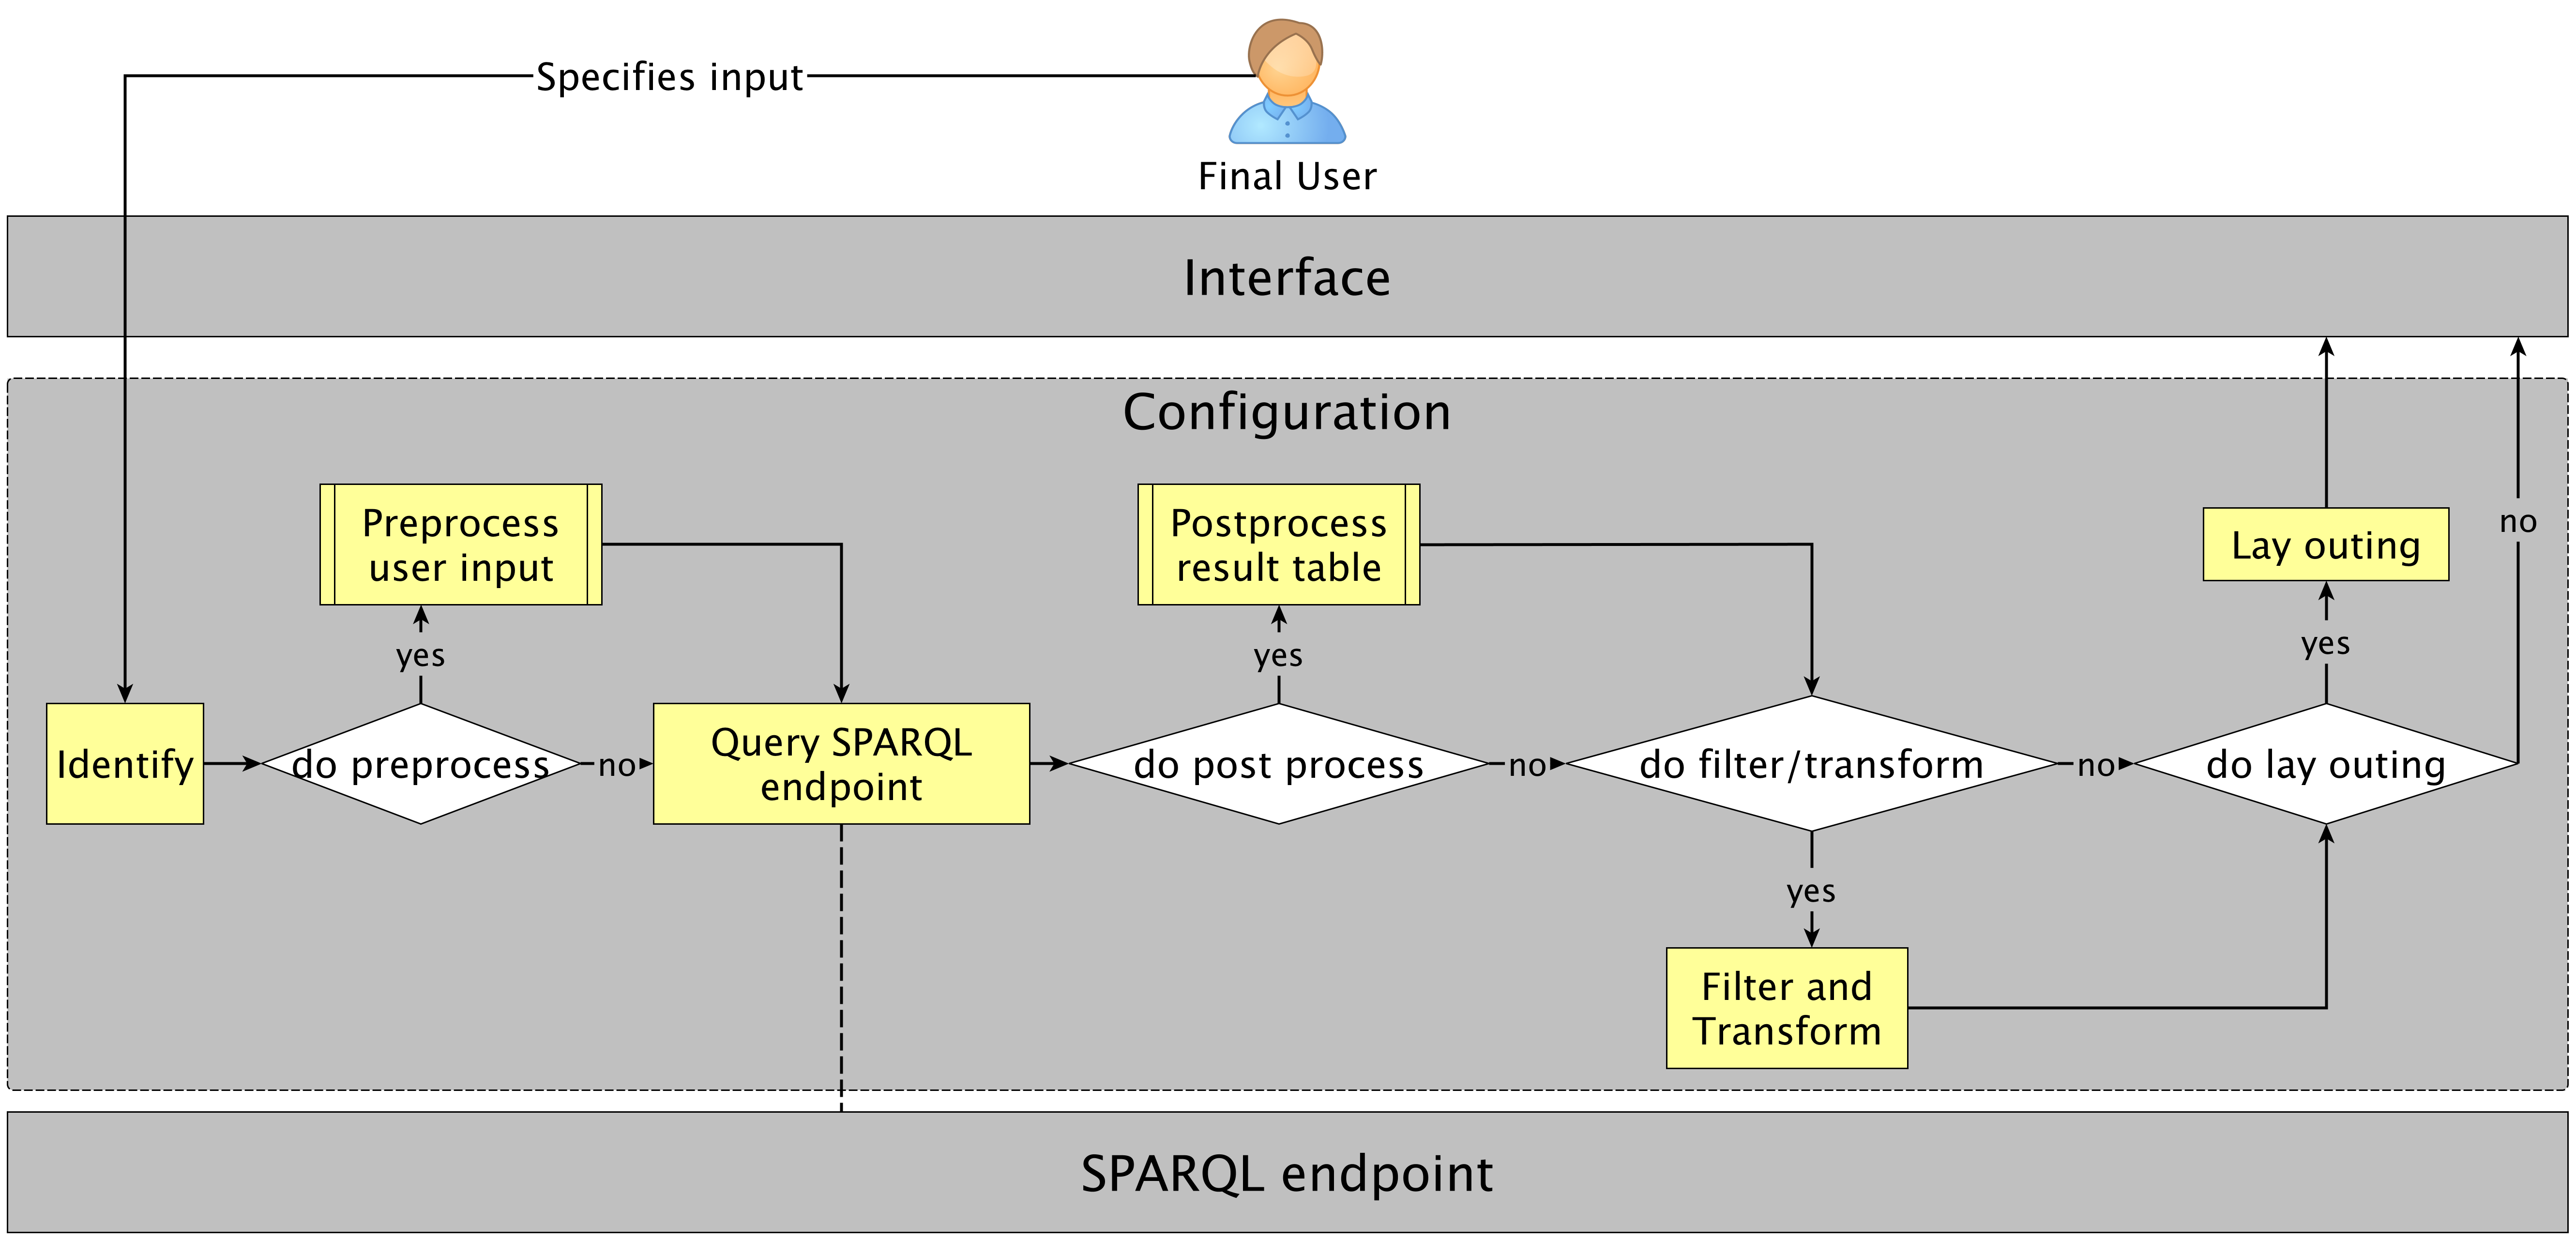 Specifies input
Final User
Interface
Configuration
Preprocess
user input
Postprocess
result table
Lay outing
no
yes
yes
yes
Identify
do preprocess
no
Query SPARQL
endpoint
do post process
no
do filter/transform
no
do lay outing
yes
Filter and
Transform
SPARQL endpoint